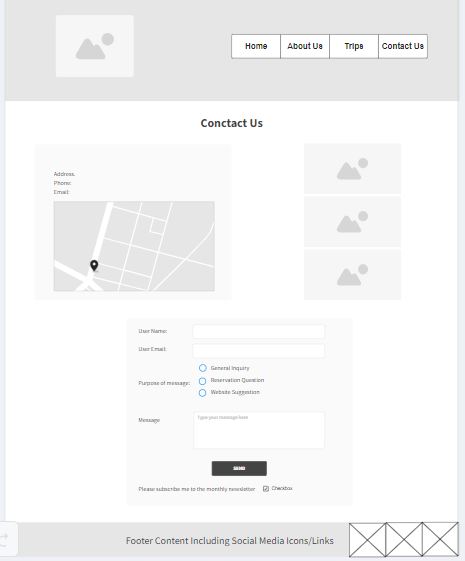 Home About Us Trips Contact Us
Conctact Us
Address.
Phone:
Email:
User Name:
User Email:
General Inquiry
Purpose of message: Reservation Question
Website Suggestion
Message Type your message here
SEND
Please subscribe me to the monthly newsletter Checkbox
Footer Content Including Social Media Icons/Links